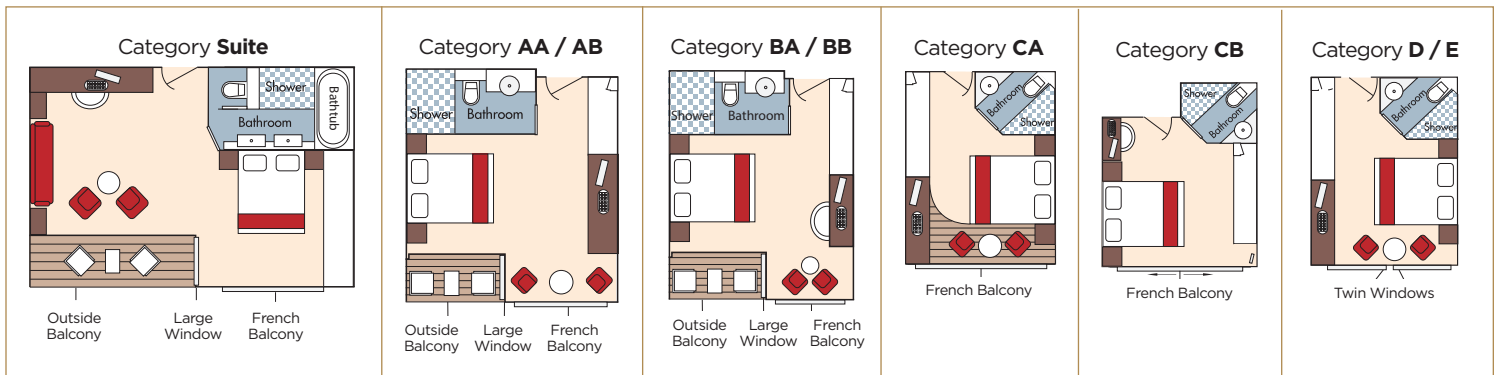 Category Suite
Shower
Bathtub
Bathroom
Outside
Balcony
Large
Window
French
Balcony
Category AA / AB
Shower
Bathroom
Outside
Balcony
Large
Window
French
Balcony
Category BA / BB
Shower
Bathroom
Outside
Balcony
Large
Window
French
Balcony
Category CA
Bathroom
Shower
French Balcony
Category CB
Shower
Bathroom
French Balcony
Category D / E
Bathroom
Shower
Twin Windows